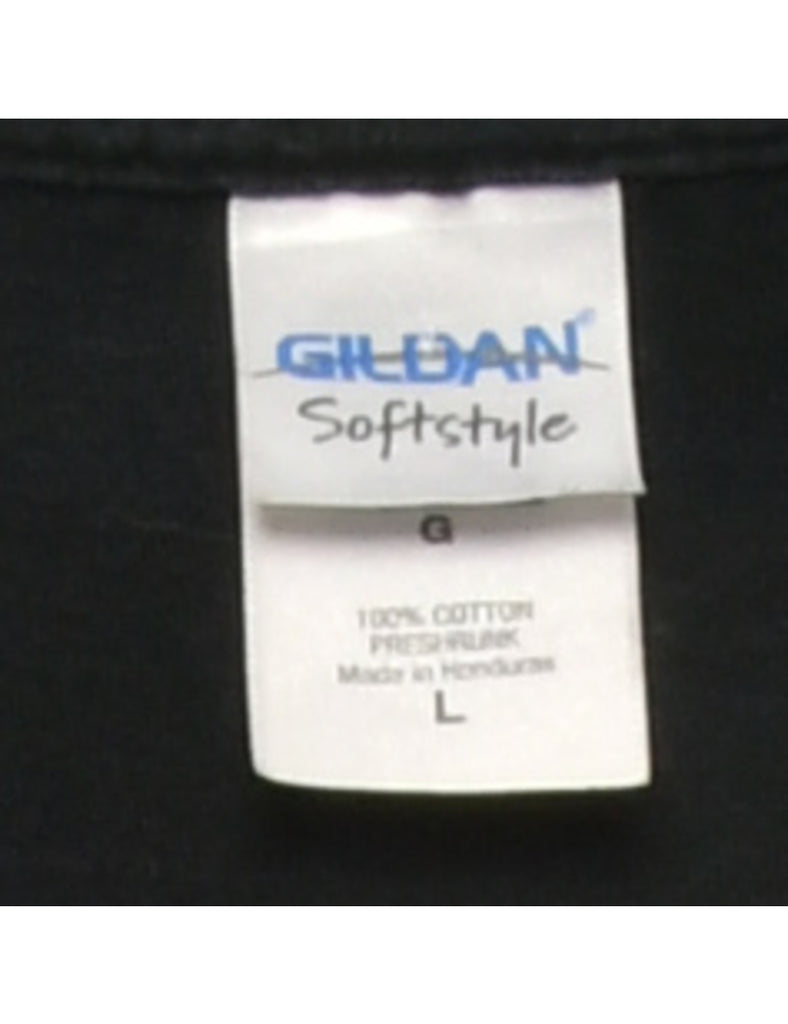 GILDAN®
Softstyle
G
100% COTTON
PRESHRUNK
Made in Honduras
L